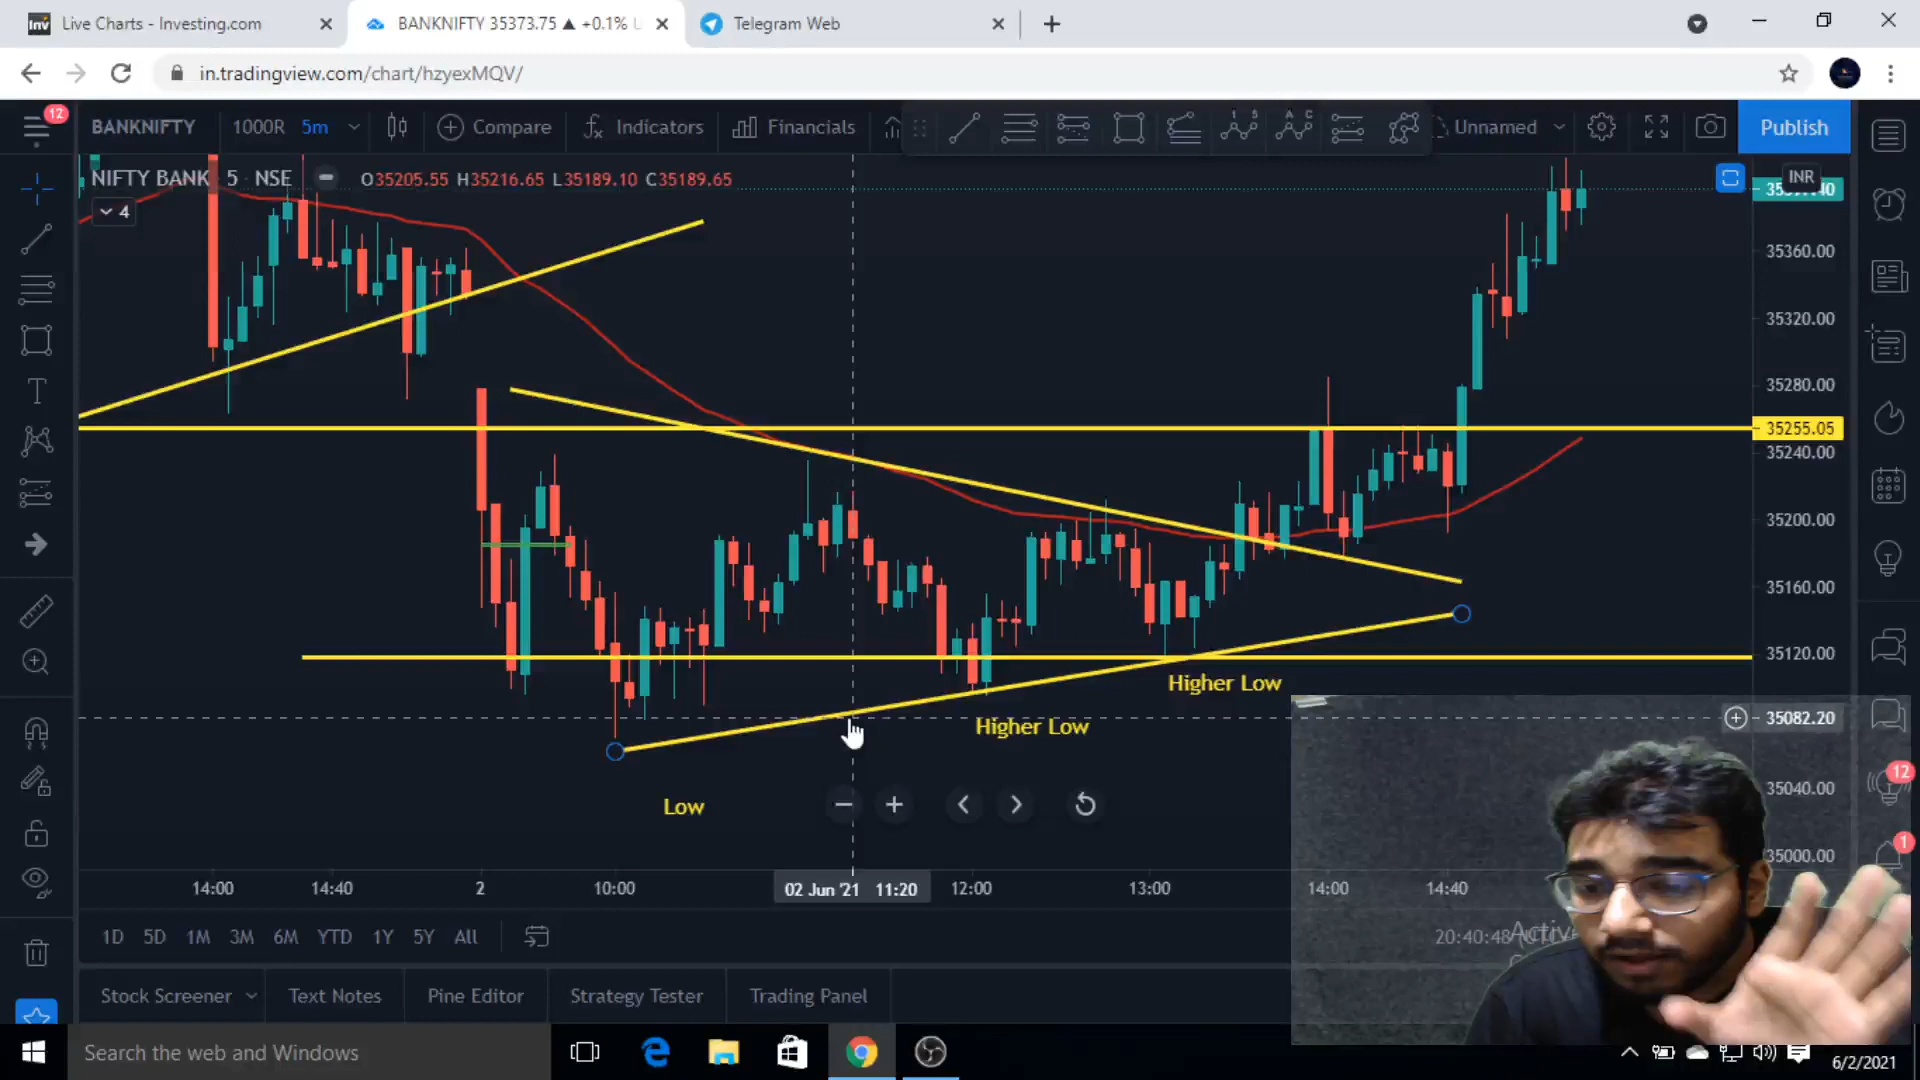 Live Charts - Investing.com
BANKNIFTY 35373.75 ▲ +0.1%
Telegram Web
in.tradingview.com/chart/hzyexMQV/
12
BANKNIFTY
1000R
5m
Compare
Indicators
Financials
Unnamed
Publish
NIFTY BANK 5 NSE
O35205.55 H35216.65 L35189.10 C35189.65
INR
4
35360.00
35320.00
35280.00
35255.05
35240.00
35200.00
35160.00
35120.00
Higher Low
Higher Low
35082.20
12
35040.00
Low
1
35000.00
14:00
14:40
2
10:00
02 Jun '21 11:20
12:00
13:00
14:00
14:40
1D
5D
1M
3M
6M
YTD
1Y
5Y
All
20:40:48
Stock Screener
Text Notes
Pine Editor
Strategy Tester
Trading Panel
Search the web and Windows
6/2/2021